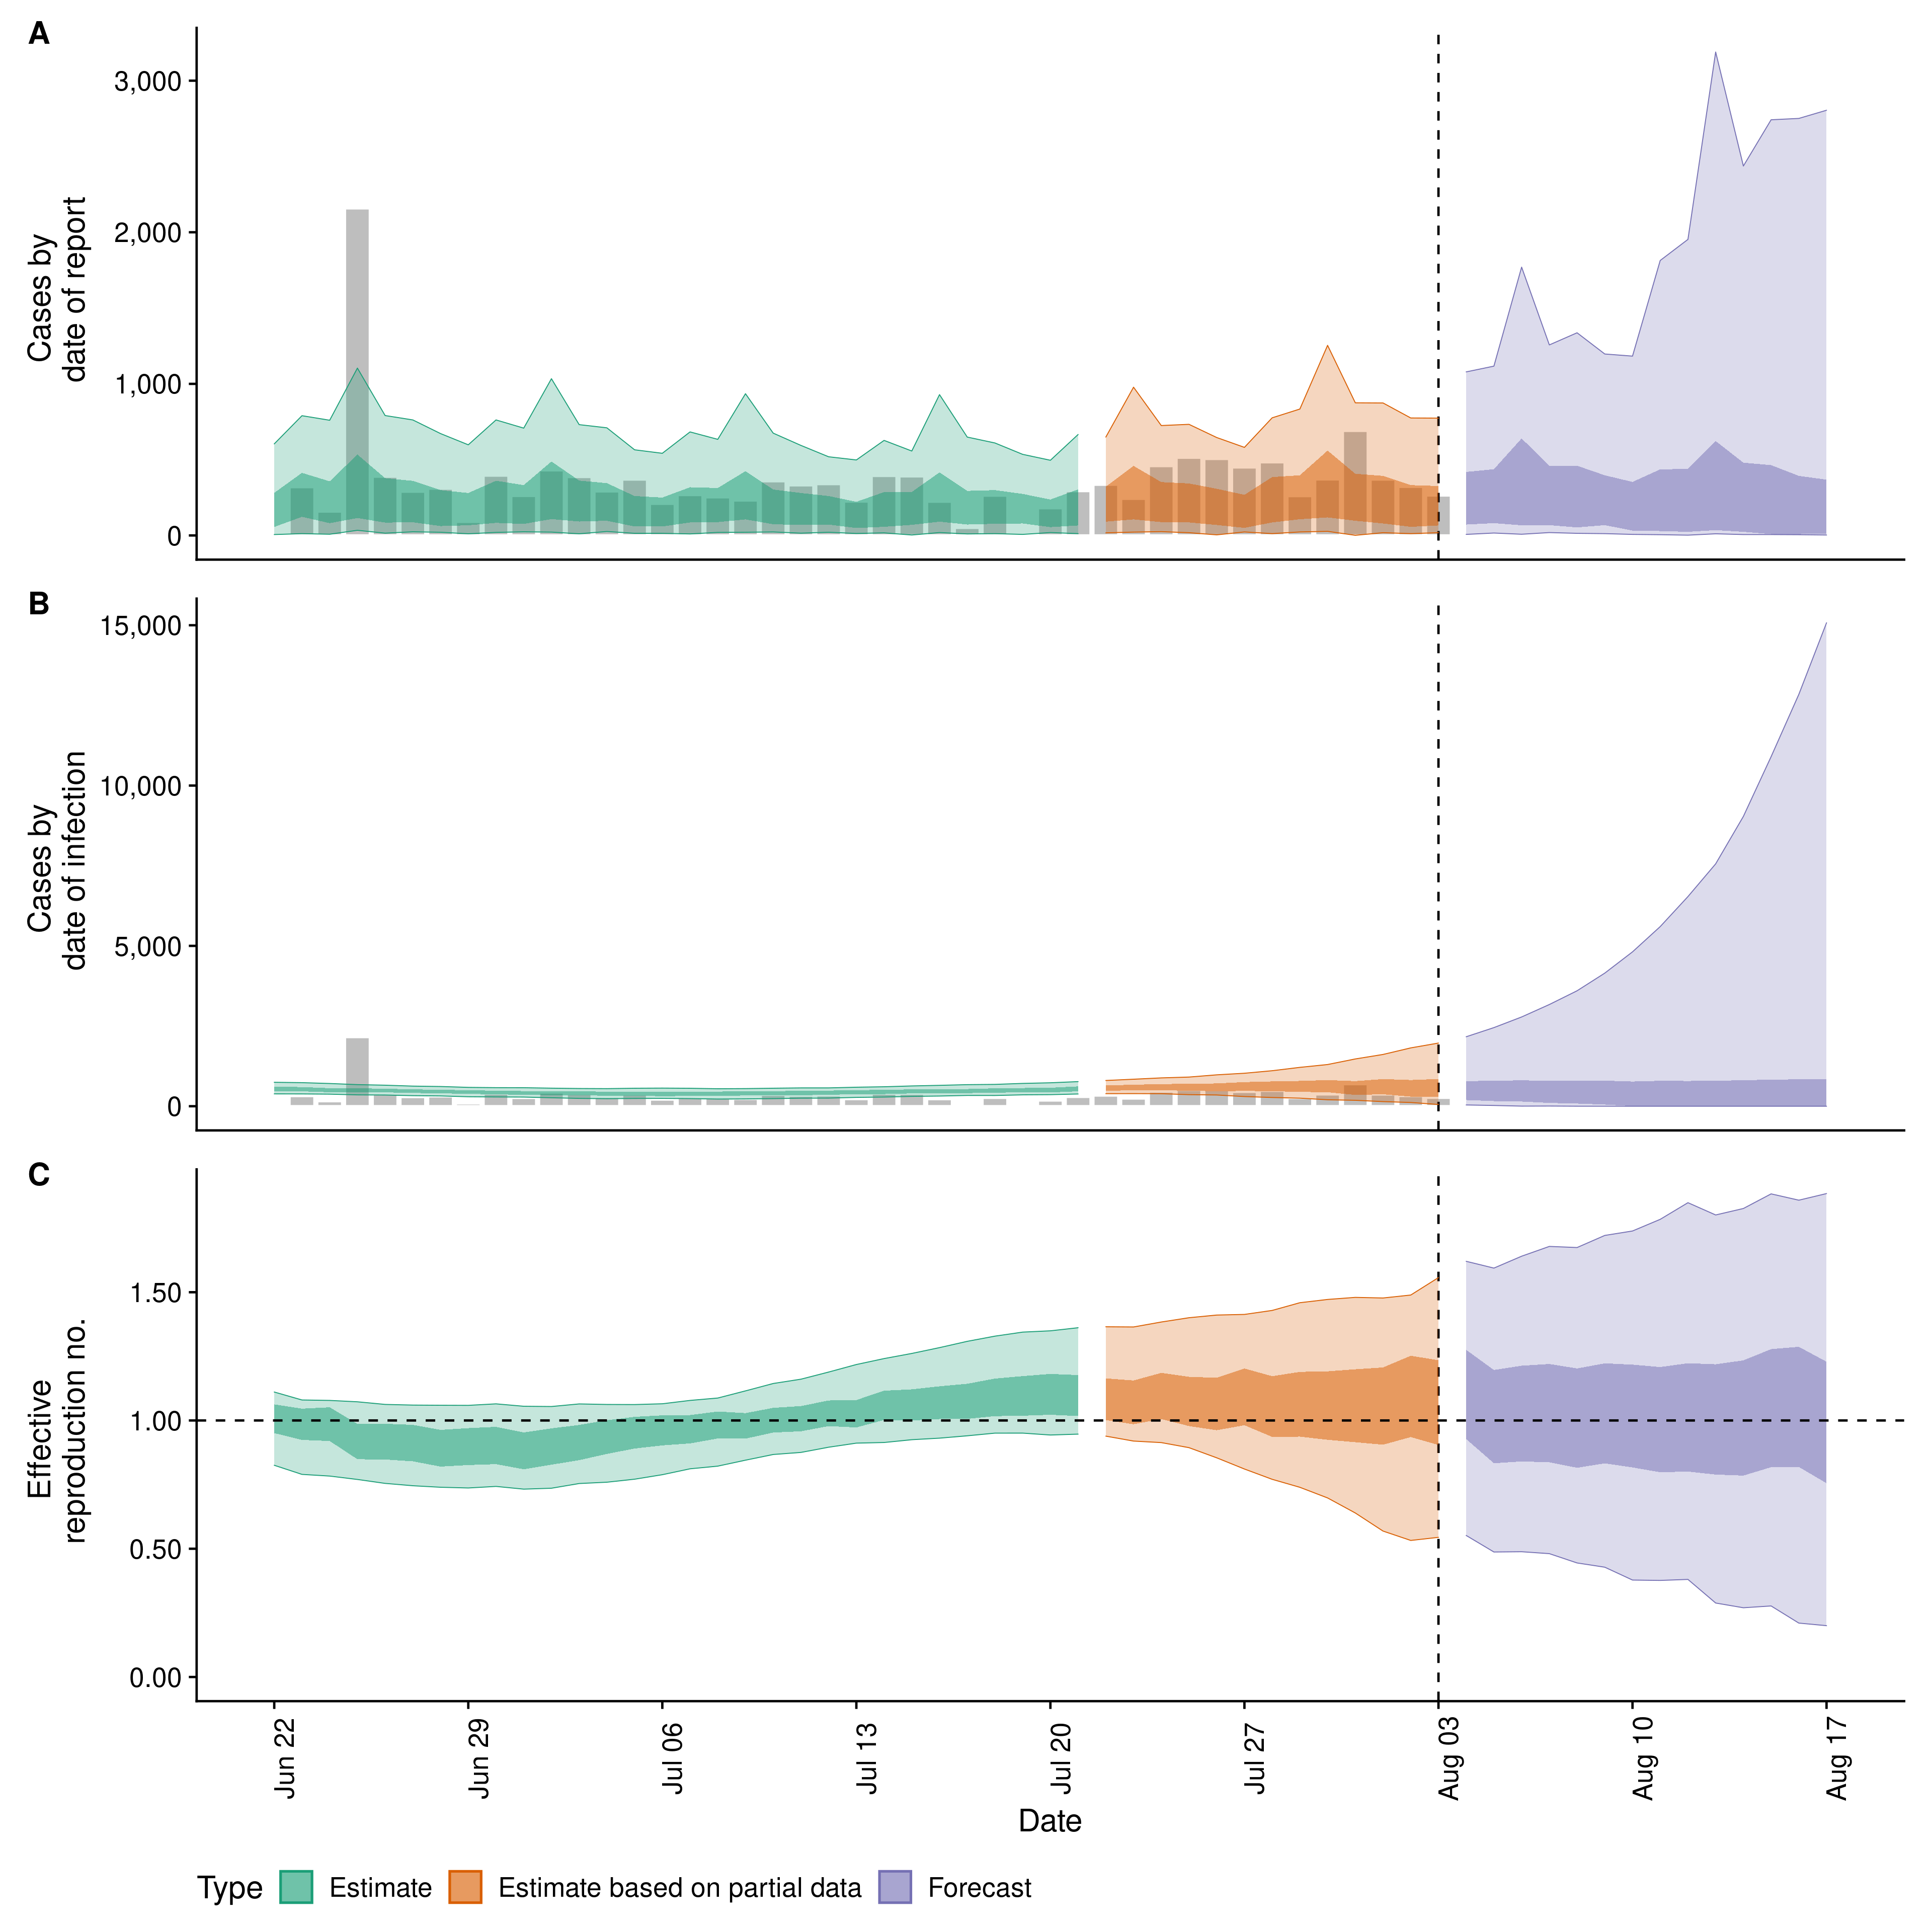 A
Cases by
date of report
3,000
2,000
1,000
0
B
Cases by
date of infection
15,000
10,000
5,000
0
C
Effective
reproduction no.
1.50
1.00
0.50
0.00
Jun 22
Jun 29
Jul 06
Jul 13
Jul 20
Jul 27
Aug 03
Aug 10
Aug 17
Date
Type Estimate Estimate based on partial data Forecast